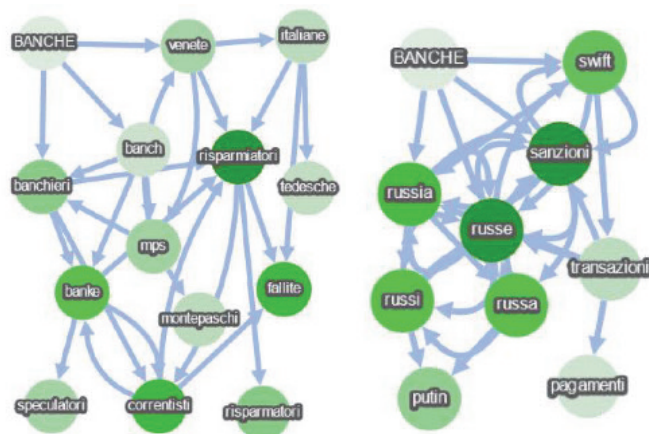 BANCHE
venete
italiane
banch
risparmiatori
banchieri
tedesche
mps
banke
fallite
montepaschi
speculatori
correntisti
risparmatori
BANCHE
swift
sanzioni
russia
russe
transazioni
russi
russa
putin
pagamenti